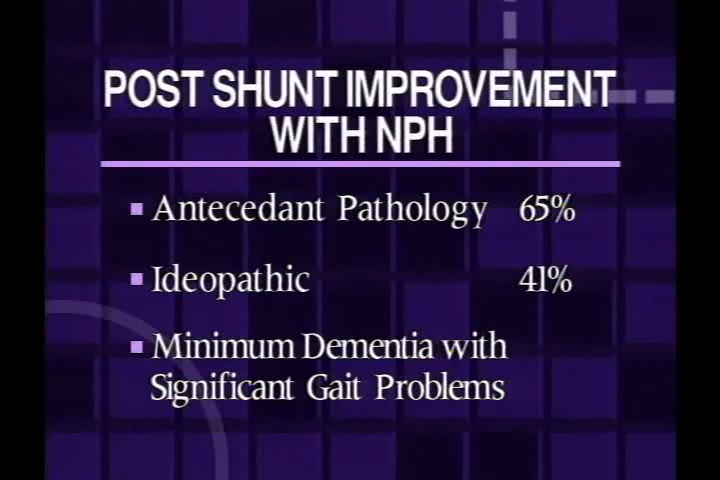 POST SHUNT IMPROVEMENT
WITH NPH
Antecedant Pathology 65%
Ideopathic 41%
Minimum Dementia with
Significant Gait Problems